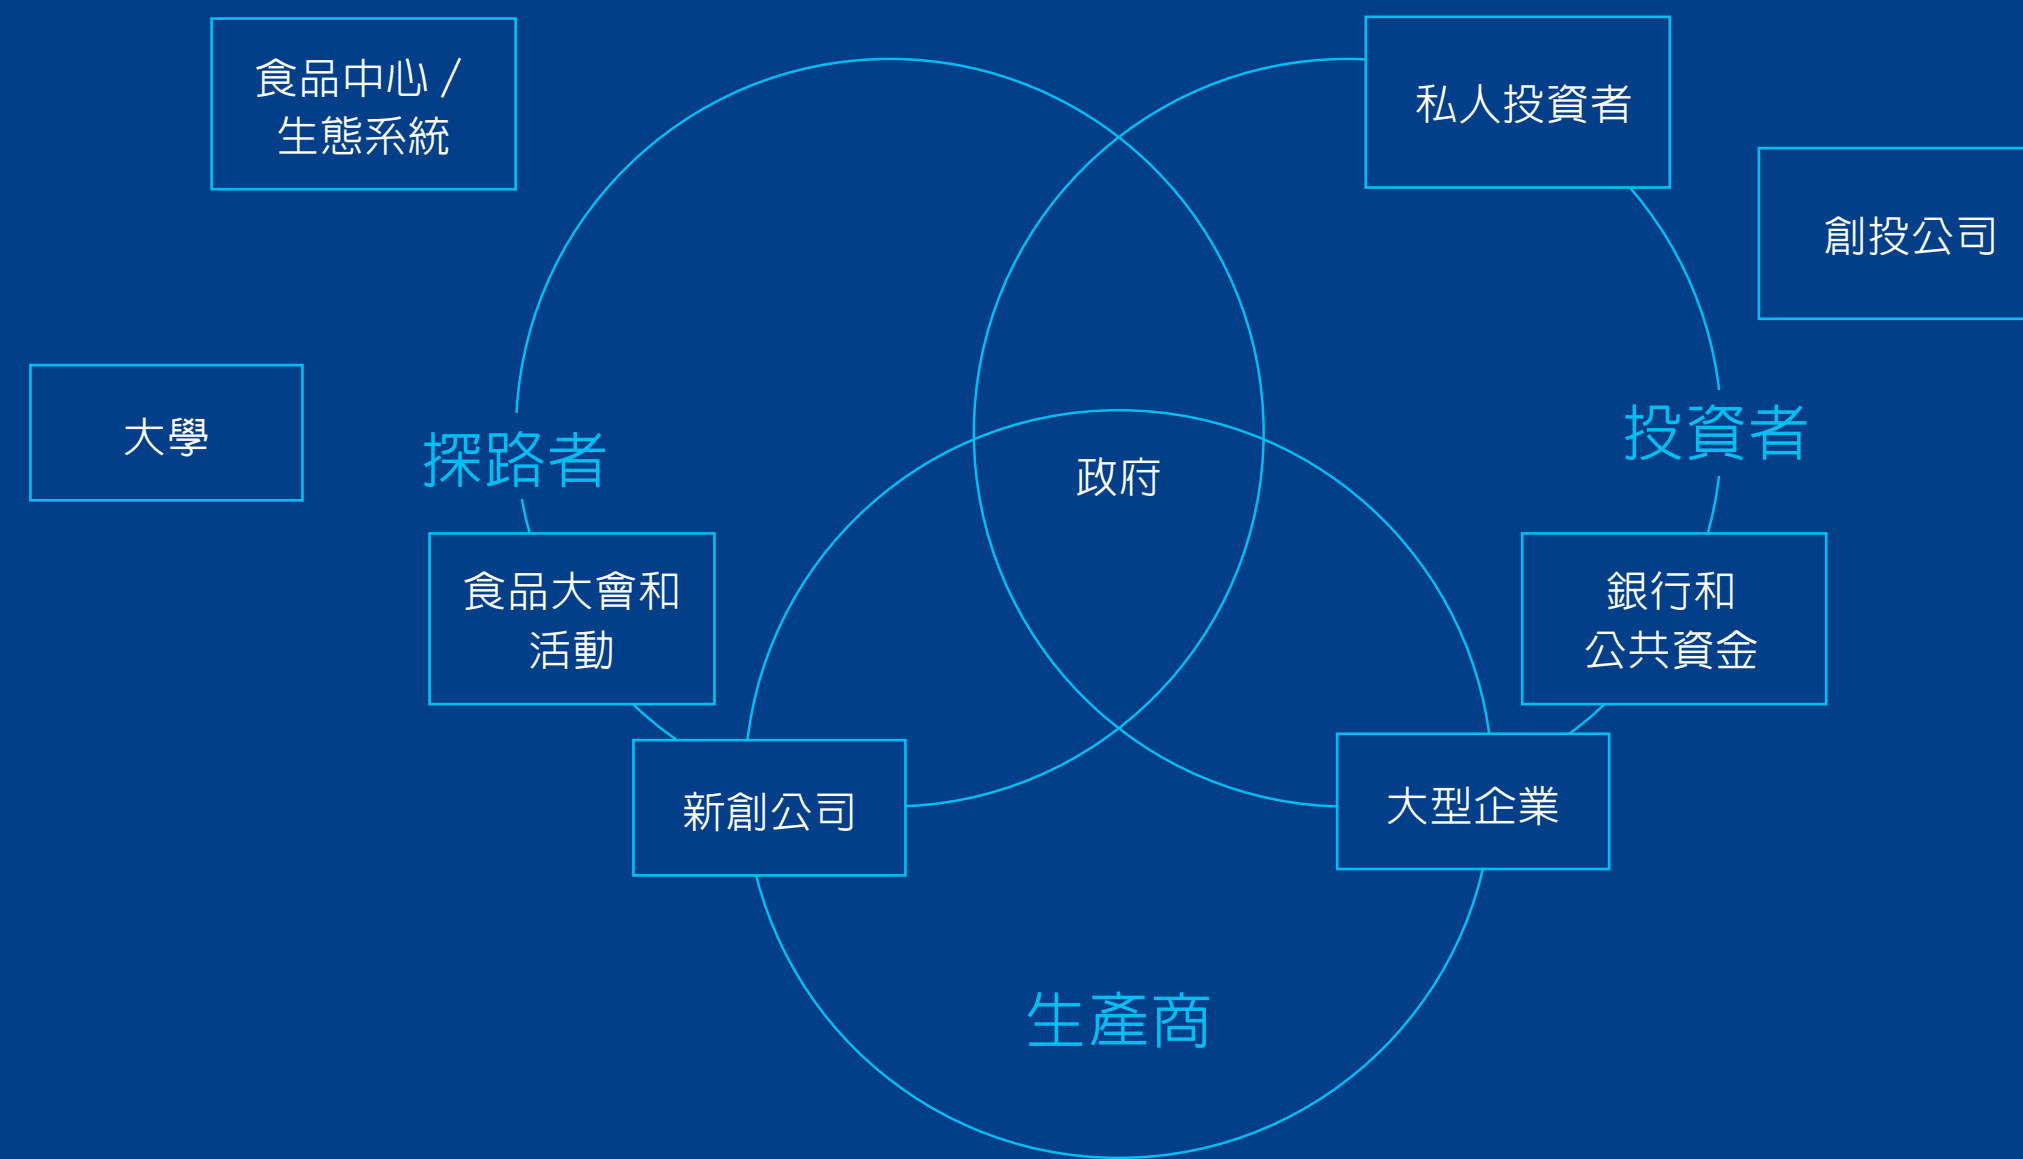 食品中心 /
生態系統
私人投資者
創投公司
大學
探路者
投資者
政府
食品大會和
活動
銀行和
公共資金
新創公司
大型企業
生產商